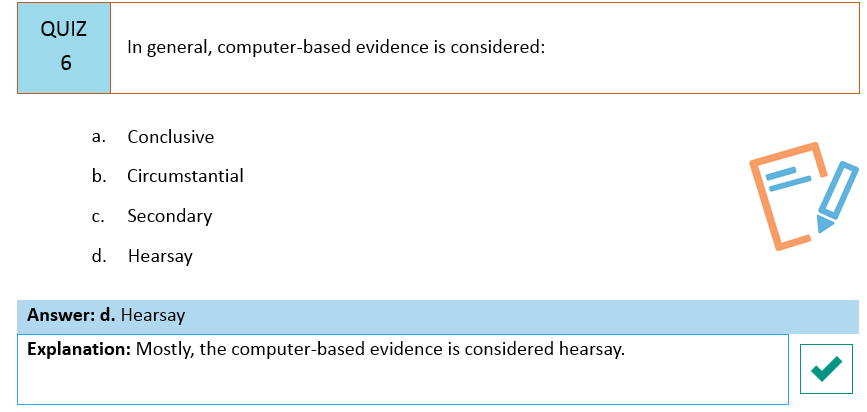 QUIZ
6
In general, computer-based evidence is considered:
a. Conclusive
b. Circumstantial
c. Secondary
d. Hearsay
Answer: d. Hearsay
Explanation: Mostly, the computer-based evidence is considered hearsay.